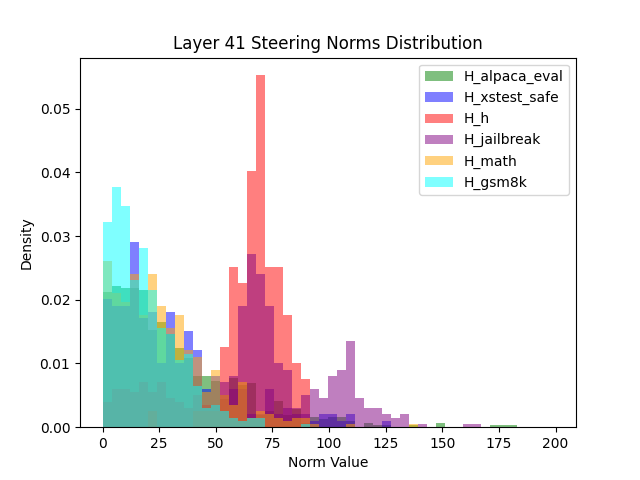 Layer 41 Steering Norms Distribution
H_alpaca_eval
H_xstest_safe
H_h
H_jailbreak
H_math
H_gsm8k
Density
0.05
0.04
0.03
0.02
0.01
0.00
0 25 50 75 100 125 150 175 200
Norm Value